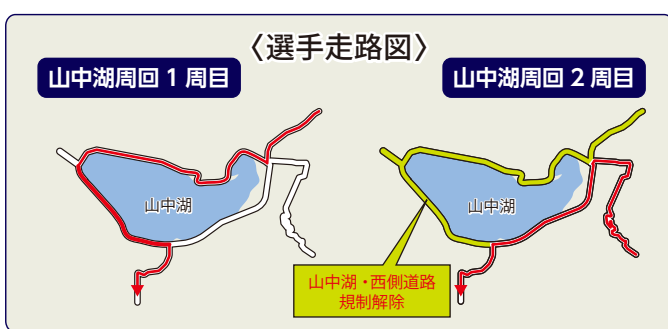 〈選手走路図〉
山中湖周回 1 周目
山中湖周回 2 周目
山中湖
山中湖
山中湖・西側道路
規制解除